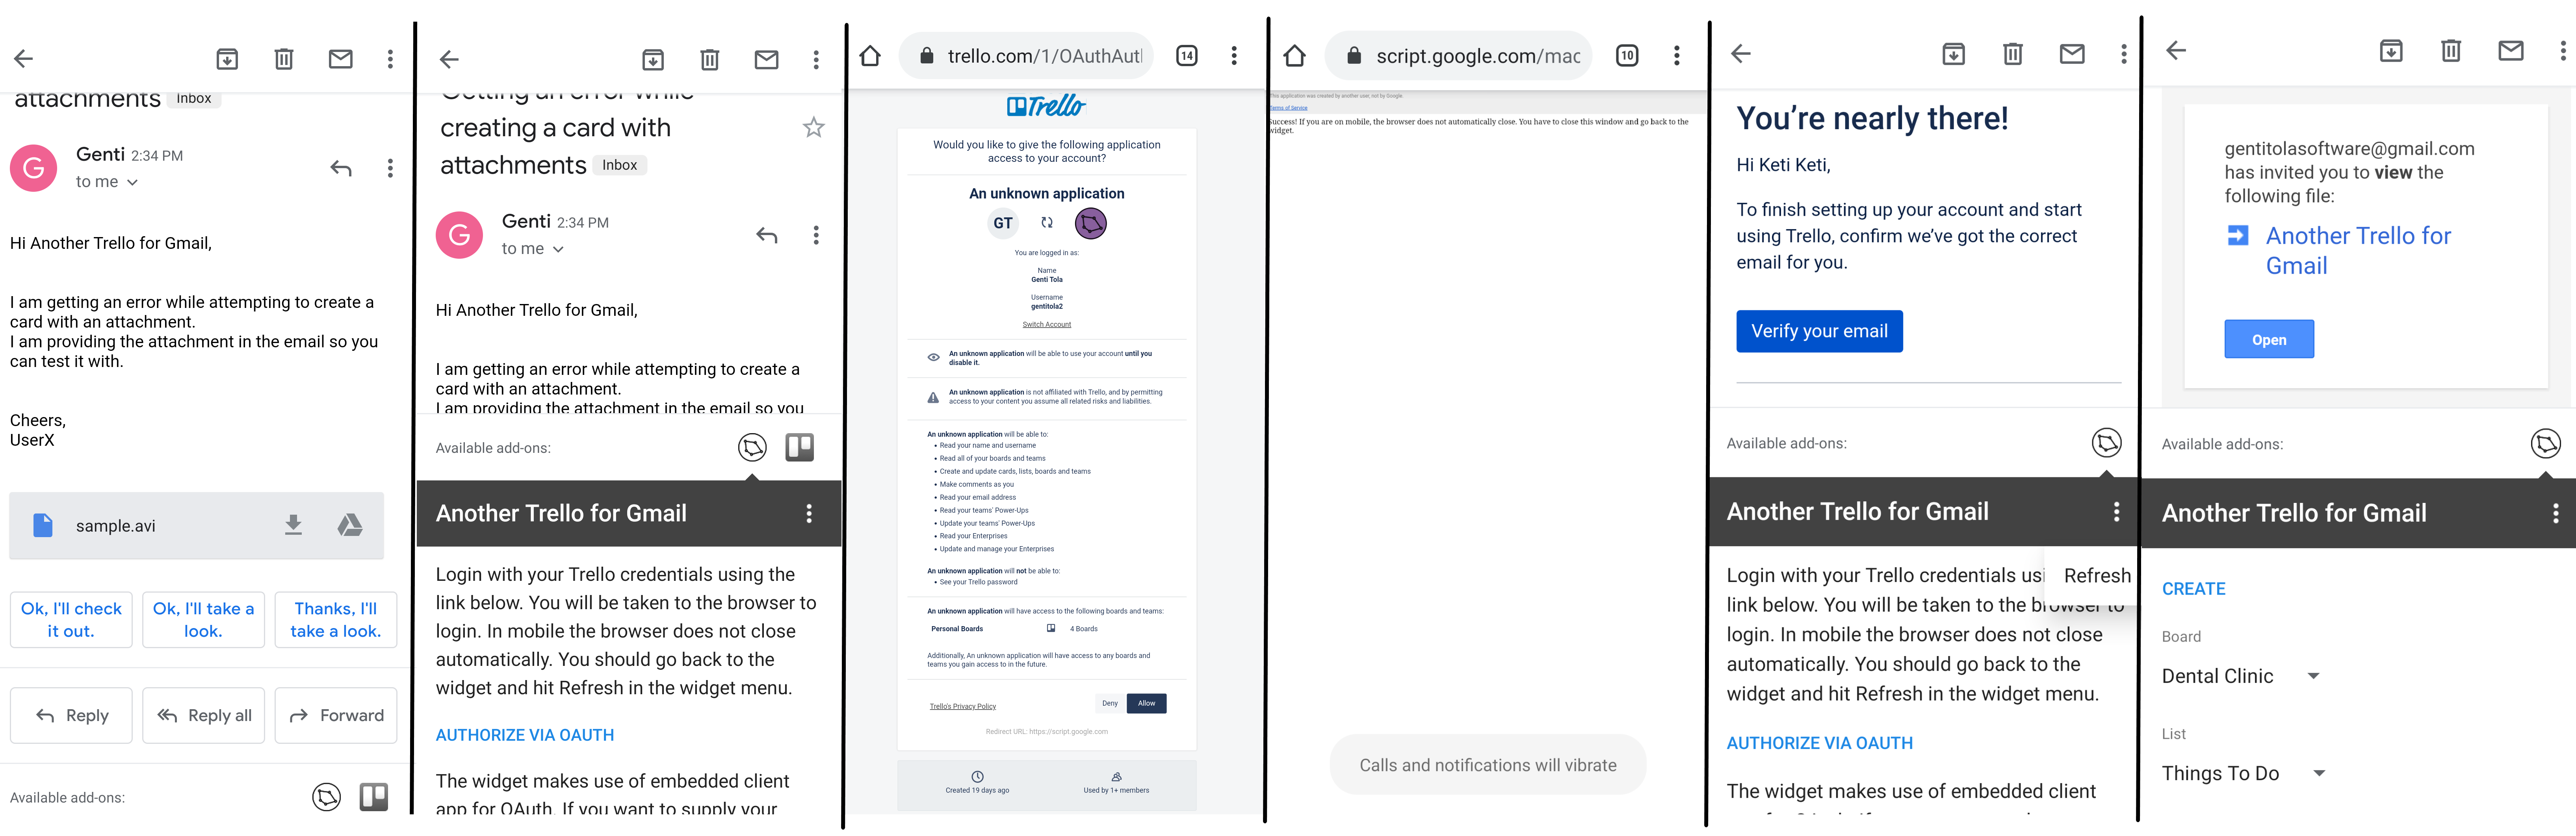 attachments Inbox
Genti 2:34 PM
to me
G
Hi Another Trello for Gmail,
I am getting an error while attempting to create a
card with an attachment.
I am providing the attachment in the email so you
can test it with.
Cheers,
UserX
sample.avi
Ok, I'll check
it out.
Ok, I'll take a
look.
Thanks, I'll
take a look.
Reply
Reply all
Forward
Available add-ons:
Getting an error while
creating a card with
attachments Inbox
G
Genti 2:34 PM
to me
Hi Another Trello for Gmail,
I am getting an error while attempting to create a
card with an attachment.
I am providing the attachment in the email so you
Available add-ons:
Another Trello for Gmail
Login with your Trello credentials using the
link below. You will be taken to the browser to
login. In mobile the browser does not close
automatically. You should go back to the
widget and hit Refresh in the widget menu.
AUTHORIZE VIA OAUTH
The widget makes use of embedded client
app for OAuth. If you want to supply your
trello.com/1/OAuthAut
14
Trello
Would you like to give the following application
access to your account?
An unknown application
GT
You are logged in as:
Name
Genti Tola
Username
gentitola2
Switch Account
An unknown application will be able to use your account until you
disable it.
An unknown application is not affiliated with Trello, and by permitting
access to your content you assume all related risks and liabilities.
An unknown application will be able to:
• Read your name and username
• Read all of your boards and teams
• Create and update cards, lists, boards and teams
• Make comments as you
• Read your email address
• Read your teams' Power-Ups
• Update your teams' Power-Ups
• Read your Enterprises
• Update and manage your Enterprises
An unknown application will not be able to:
• See your Trello password
An unknown application will have access to the following boards and teams:
Personal Boards 4 Boards
Additionally, An unknown application will have access to any boards and
teams you gain access to in the future.
Trello's Privacy Policy
Deny
Allow
Redirect URL: https://script.google.com
Created 19 days ago
Used by 1+ members
script.google.com/mac
10
This application was created by another user, not by Google.
Terms of Service
Success! If you are on mobile, the browser does not automatically close. You have to close this window and go back to the
widget.
Calls and notifications will vibrate
You're nearly there!
Hi Keti Keti,
To finish setting up your account and start
using Trello, confirm we've got the correct
email for you.
Verify your email
Available add-ons:
Another Trello for Gmail
Refresh
Login with your Trello credentials usi
link below. You will be taken to the browser to
login. In mobile the browser does not close
automatically. You should go back to the
widget and hit Refresh in the widget menu.
AUTHORIZE VIA OAUTH
The widget makes use of embedded client
gentitolasoftware@gmail.com
has invited you to view the
following file:
Another Trello for
Gmail
Open
Available add-ons:
Another Trello for Gmail
CREATE
Board
Dental Clinic
List
Things To Do